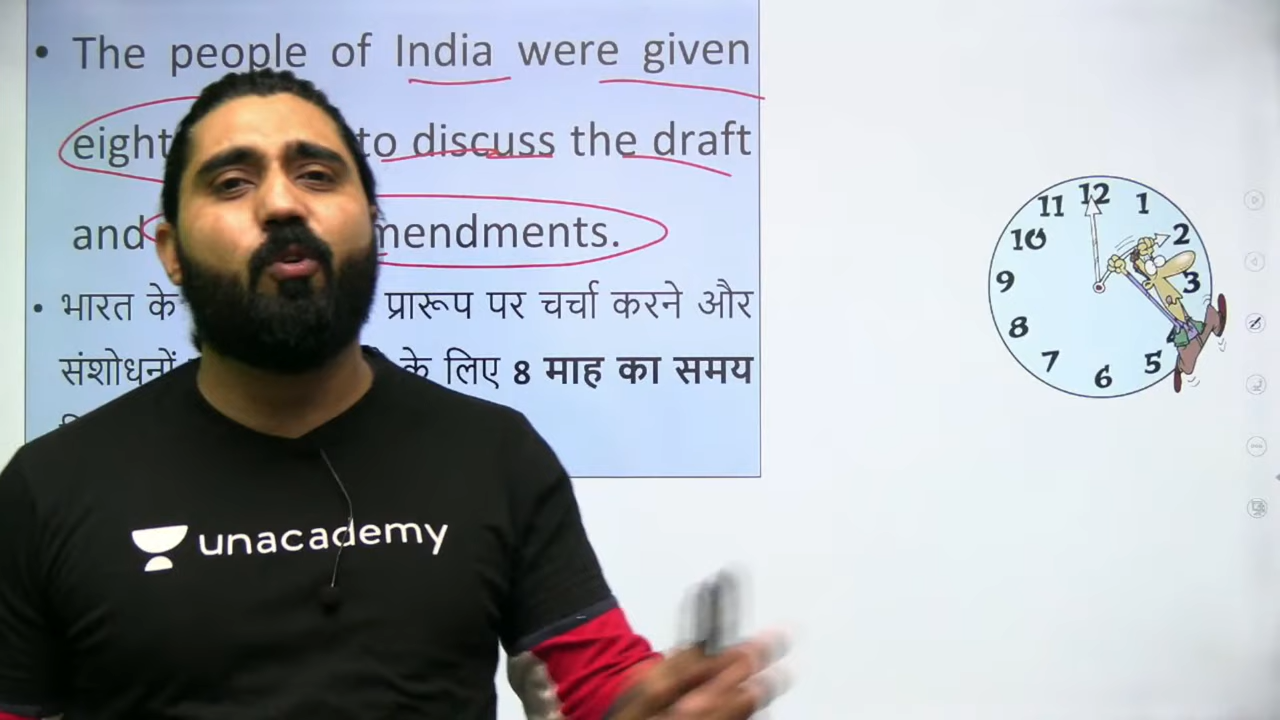 The people of India were given
eight to discuss the draft
and mendments.
भारत के प्रारूप पर चर्चा करने और
संशोधनों के लिए 8 माह का समय
unacademy
12
11
1
10
2
9
3
8
7
5
6